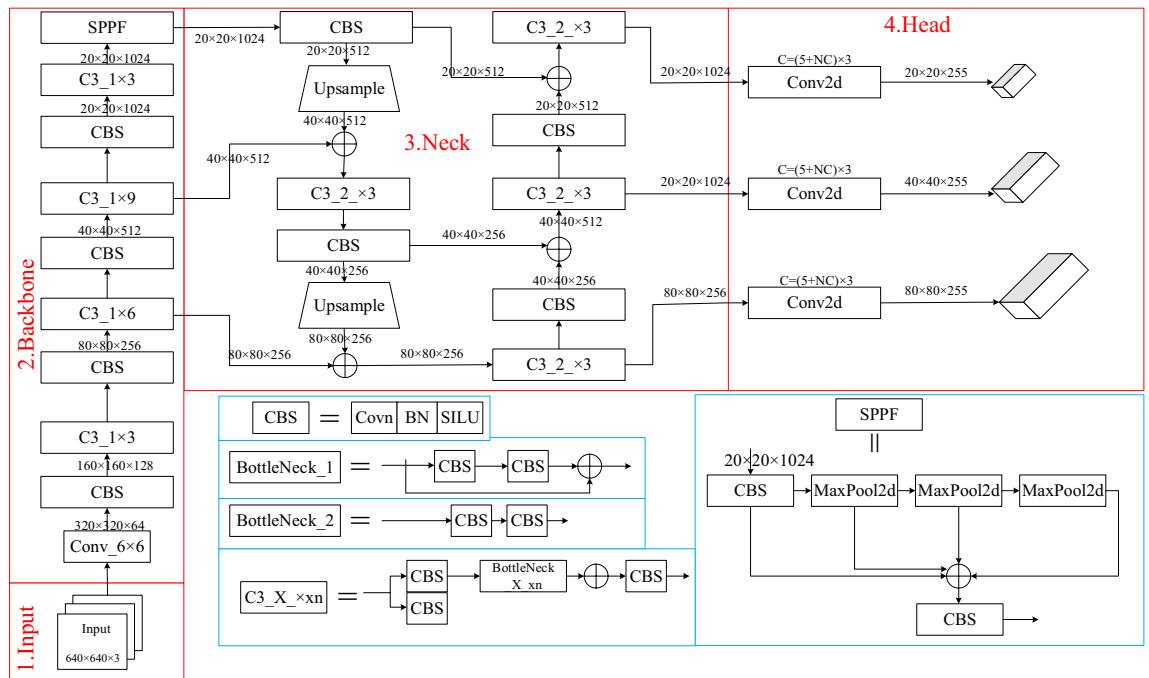 SPPF
20×20×1024
C3_1×3
20×20×1024
CBS
C3_1×9
40×40×512
CBS
C3_1×6
80×80×256
CBS
C3_1×3
160×160×128
CBS
320×320×64
Conv_6×6
2.Backbone
Input
640×640×3
1.Input
20×20×1024
CBS
20×20×512
Upsample
40×40×512
40×40×512
C3_2_×3
CBS
40×40×256
Upsample
80×80×256
80×80×256
80×80×256
3.Neck
C3_2_×3
20×20×512
20×20×512
CBS
C3_2_×3
40×40×512
40×40×256
40×40×256
CBS
C3_2_×3
20×20×1024
20×20×1024
80×80×256
4.Head
C=(5+NC)×3
Conv2d
20×20×255
C=(5+NC)×3
Conv2d
40×40×255
C=(5+NC)×3
Conv2d
80×80×255
CBS = Covn BN SILU
BottleNeck_1 = CBS CBS
BottleNeck_2 = CBS CBS
C3_X_×xn = CBS CBS BottleNeck X_xn CBS
SPPF
=
20×20×1024
CBS MaxPool2d MaxPool2d MaxPool2d
CBS